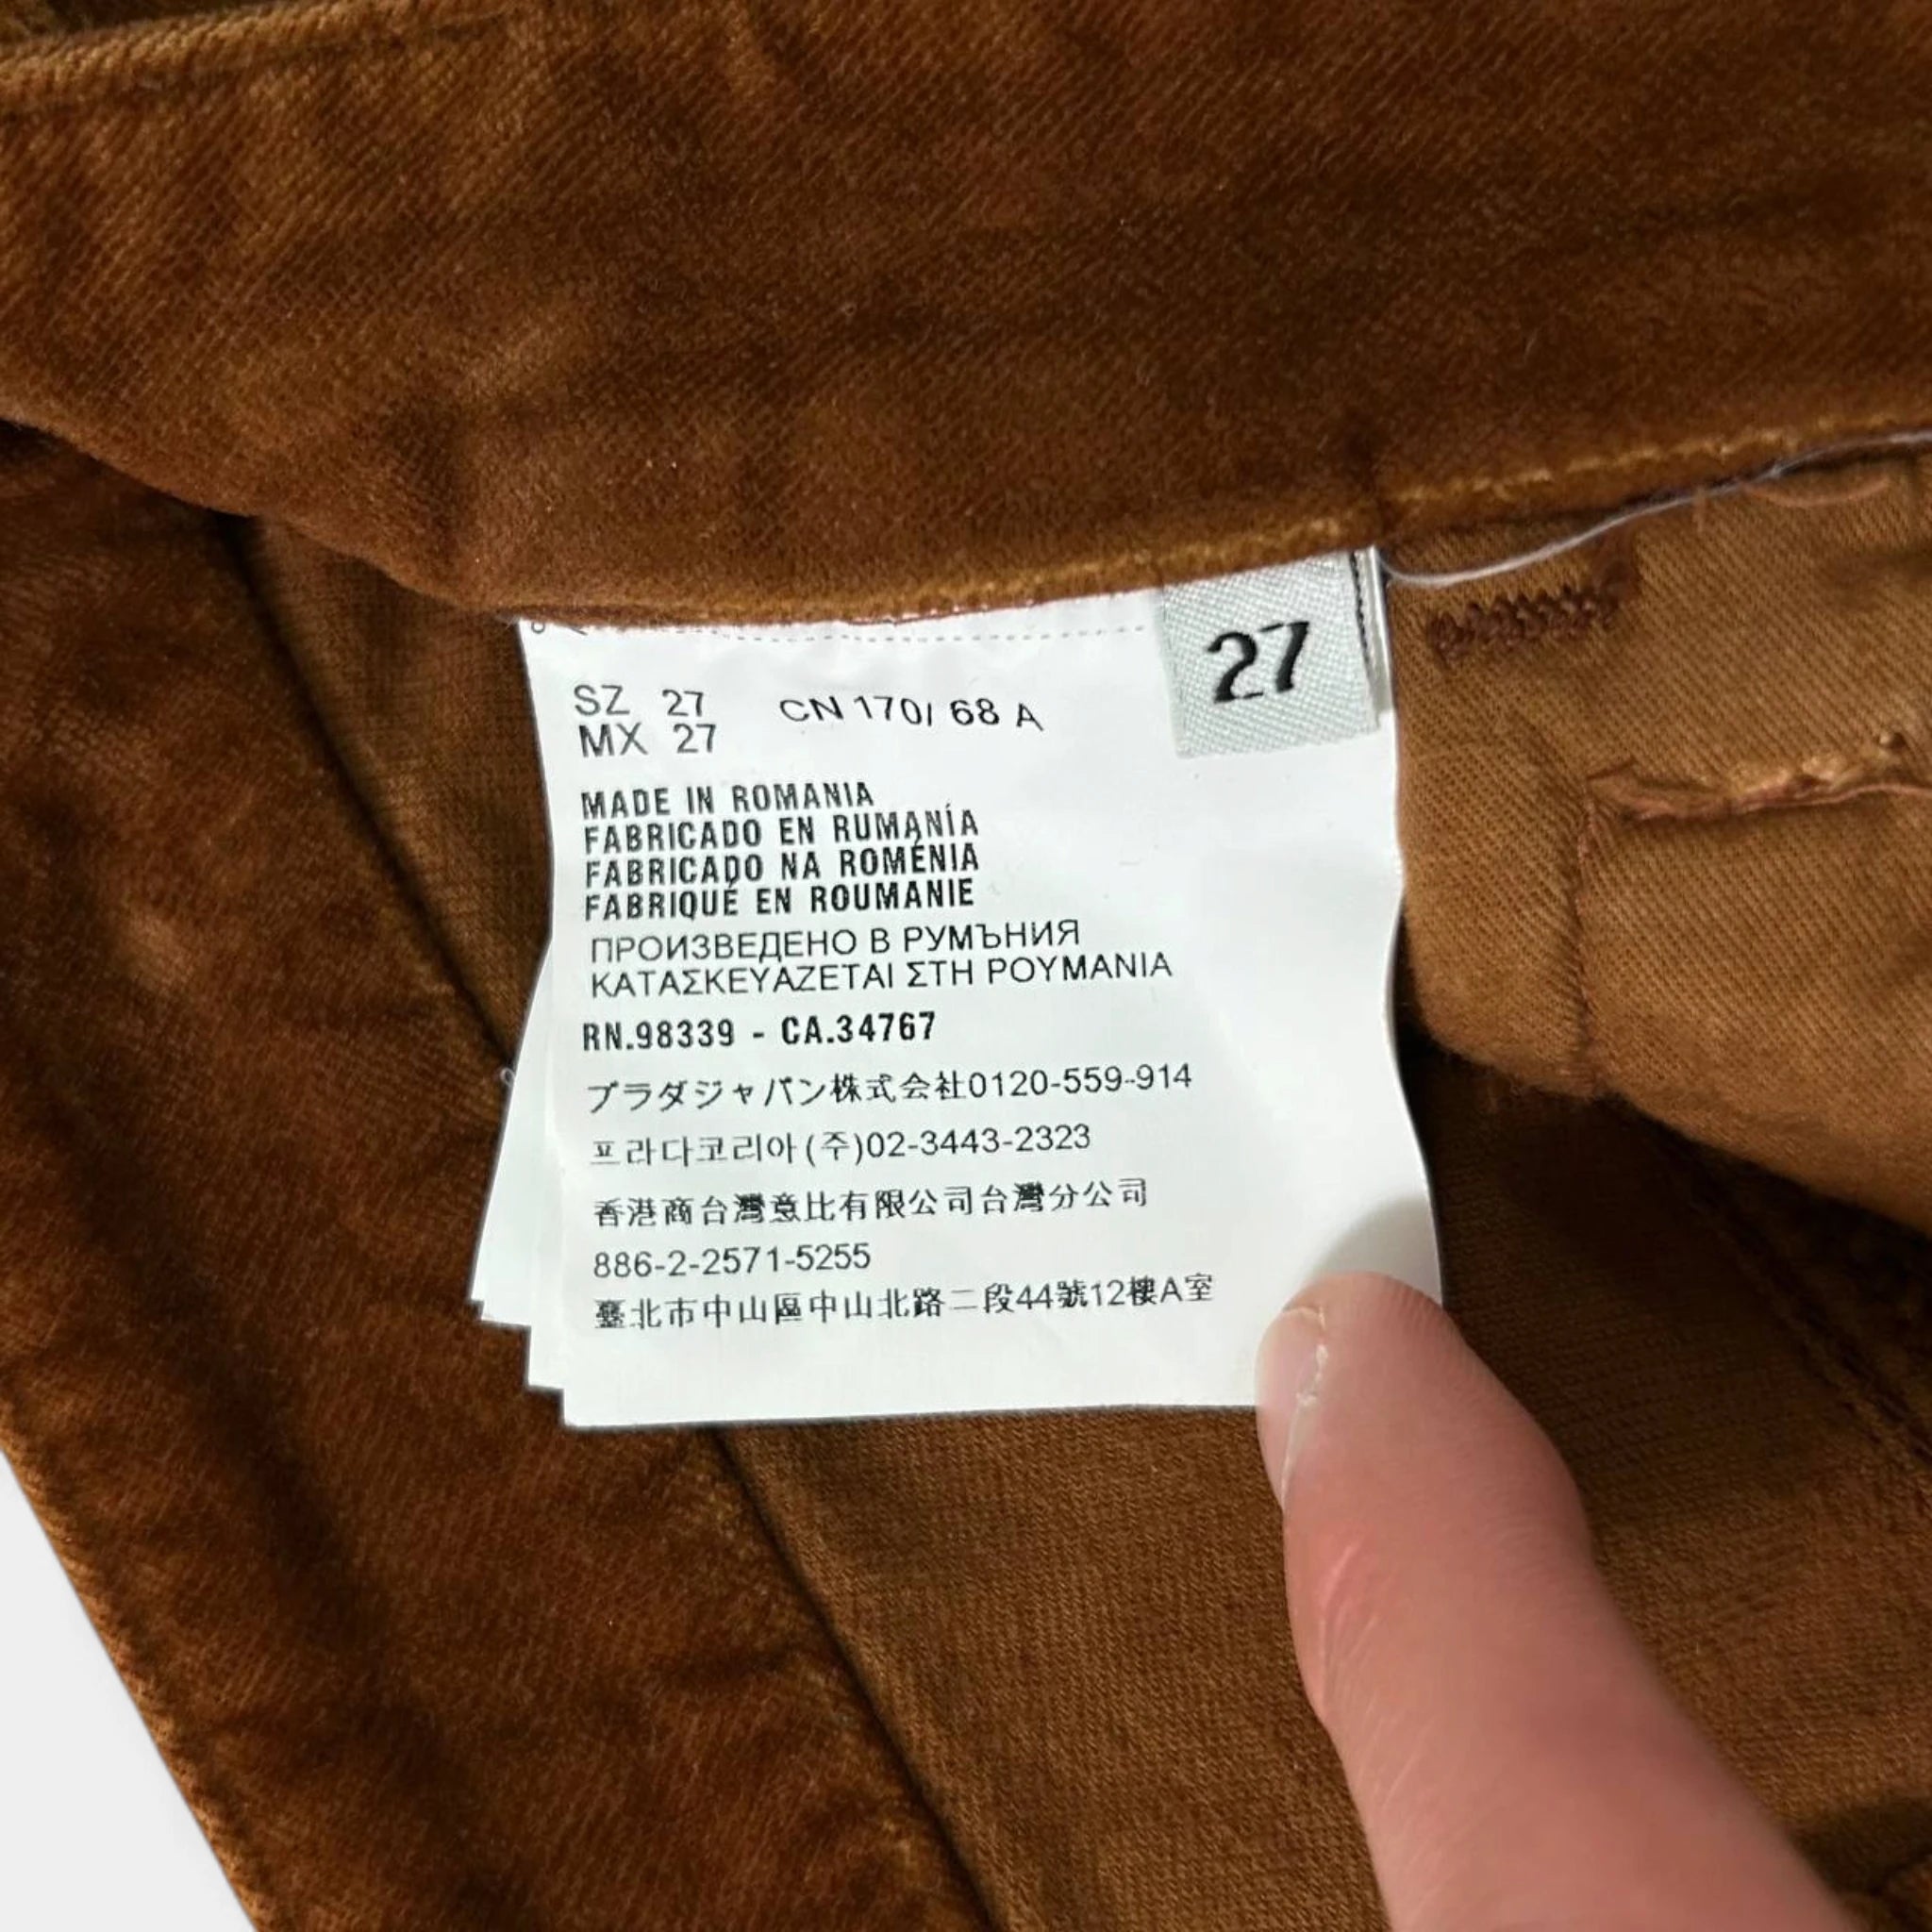 27
SZ 27 CN 170/ 68 A
MX 27
MADE IN ROMANIA
FABRICADO EN RUMANÍA
FABRICADO NA ROMÉNIA
FABRIQUÉ EN ROUMANIE
ПРОИЗВЕДЕНО В РУМЪНИЯ
ΚΑΤΑΣΚΕΥΑΖΕΤΑΙ ΣΤΗ ΡΟΥΜΑΝΙΑ
RN.98339 - CA.34767
プラダジャパン株式会社0120-559-914
프라다코리아(주)02-3443-2323
香港商台灣意比有限公司台灣分公司
886-2-2571-5255
臺北市中山區中山北路二段44號12樓A室